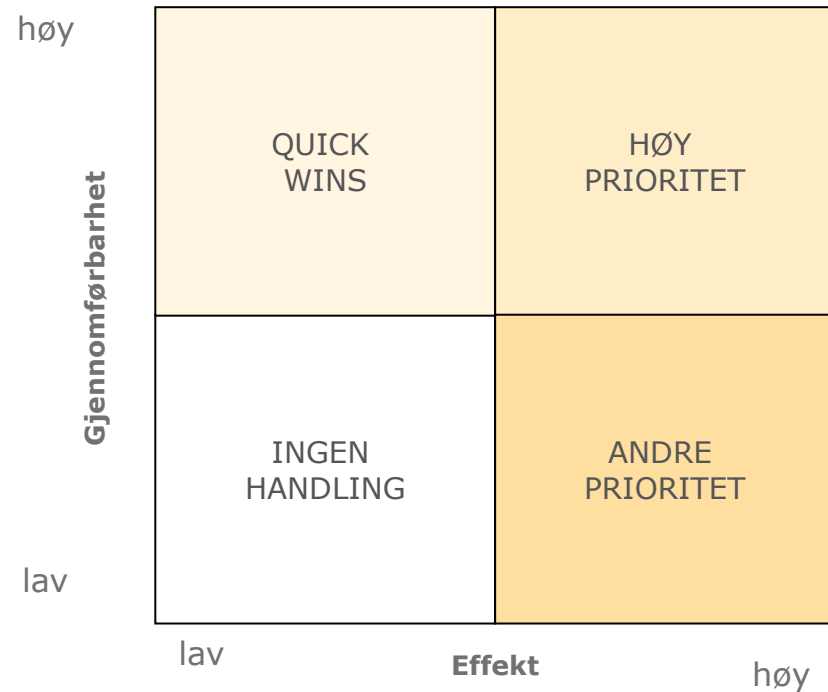 høy
QUICK
WINS
HØY
PRIORITET
Gjennomførbarhet
INGEN
HANDLING
ANDRE
PRIORITET
lav
lav
Effekt
høy